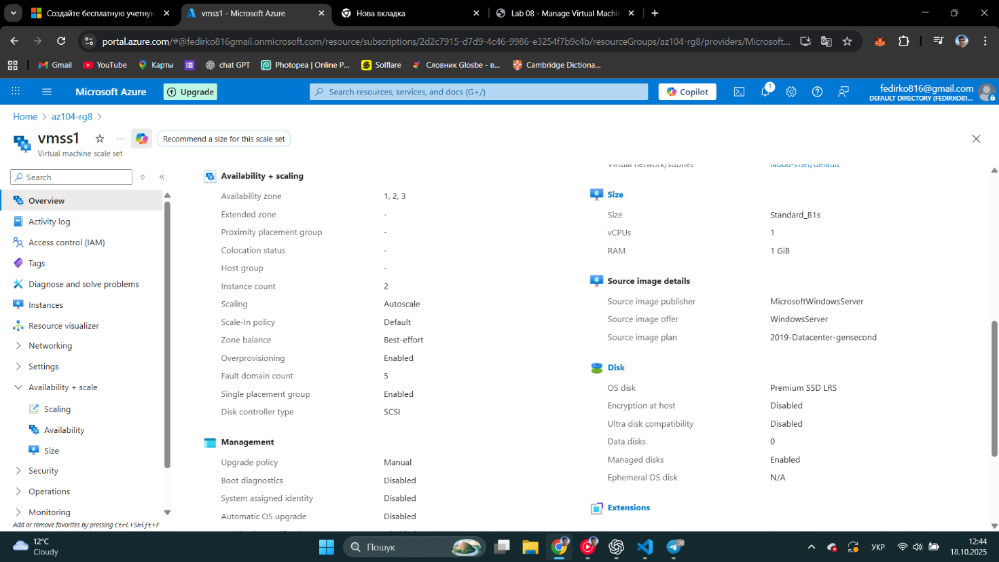 Создайте бесплатную учетную
vmss1 - Microsoft Azure
Нова вкладка
Lab 08 - Manage Virtual Machin
portal.azure.com/#@fedirko816gmail.onmicrosoft.com/resource/subscriptions/2d2c7915-d7d9-4c46-9986-e3254f7b9c4b/resourceGroups/az104-rg8/providers/Microsoft...
Gmail
YouTube
Карты
chat GPT
Photopea | Online P...
Solflare
Словник Glosbe - в...
Cambridge Dictiona...
Microsoft Azure
Upgrade
Search resources, services, and docs (G+/)
Copilot
1
fedirko816@gmail.com
DEFAULT DIRECTORY (FEDIRKO81...
Home > az104-rg8 >
vmss1
Recommend a size for this scale set
Virtual machine scale set
Search
Overview
Activity log
Access control (IAM)
Tags
Diagnose and solve problems
Instances
Resource visualizer
Networking
Settings
Availability + scale
Scaling
Availability
Size
Security
Operations
Monitoring
Add or remove favorites by pressing Ctrl+Shift+F
Availability + scaling
Availability zone 1, 2, 3
Extended zone -
Proximity placement group -
Colocation status -
Host group -
Instance count 2
Scaling Autoscale
Scale-In policy Default
Zone balance Best-effort
Overprovisioning Enabled
Fault domain count 5
Single placement group Enabled
Disk controller type SCSI
Management
Upgrade policy Manual
Boot diagnostics Disabled
System assigned identity Disabled
Automatic OS upgrade Disabled
Virtual network/subnet lab08-vnet/default
Size
Size Standard_B1s
vCPUs 1
RAM 1 GiB
Source image details
Source image publisher MicrosoftWindowsServer
Source image offer WindowsServer
Source image plan 2019-Datacenter-gensecond
Disk
OS disk Premium SSD LRS
Encryption at host Disabled
Ultra disk compatibility Disabled
Data disks 0
Managed disks Enabled
Ephemeral OS disk N/A
Extensions
12°C
Cloudy
Пошук
98
УКР
12:44
18.10.2025